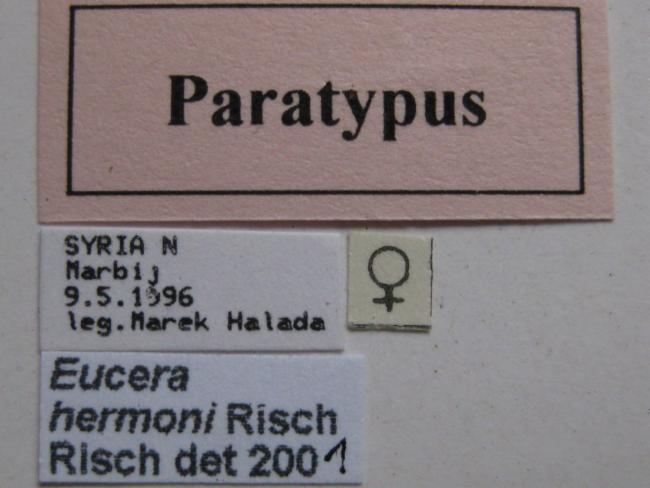 Paratypus
SYRIA N
Marbij
9.5.1996
leg.Marek Halada
♀
Eucera
hermoni Risch
Risch det 2001